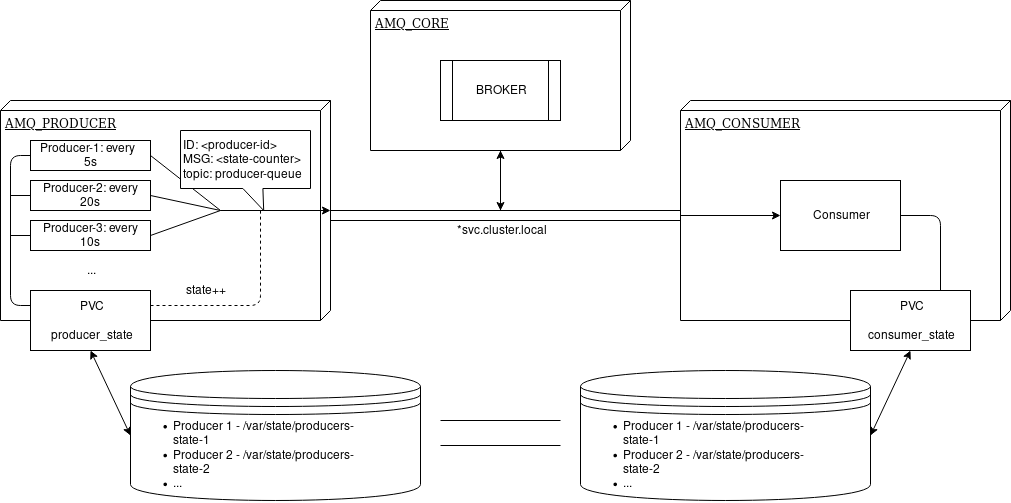 AMQ_CORE
BROKER
AMQ_PRODUCER
Producer-1: every
5s
Producer-2: every
20s
Producer-3: every
10s
...
ID: <producer-id>
MSG: <state-counter>
topic: producer-queue
state++
PVC
producer_state
*svc.cluster.local
AMQ_CONSUMER
Consumer
PVC
consumer_state
• Producer 1 - /var/state/producers-
state-1
• Producer 2 - /var/state/producers-
state-2
• ...
• Producer 1 - /var/state/producers-
state-1
• Producer 2 - /var/state/producers-
state-2
• ...